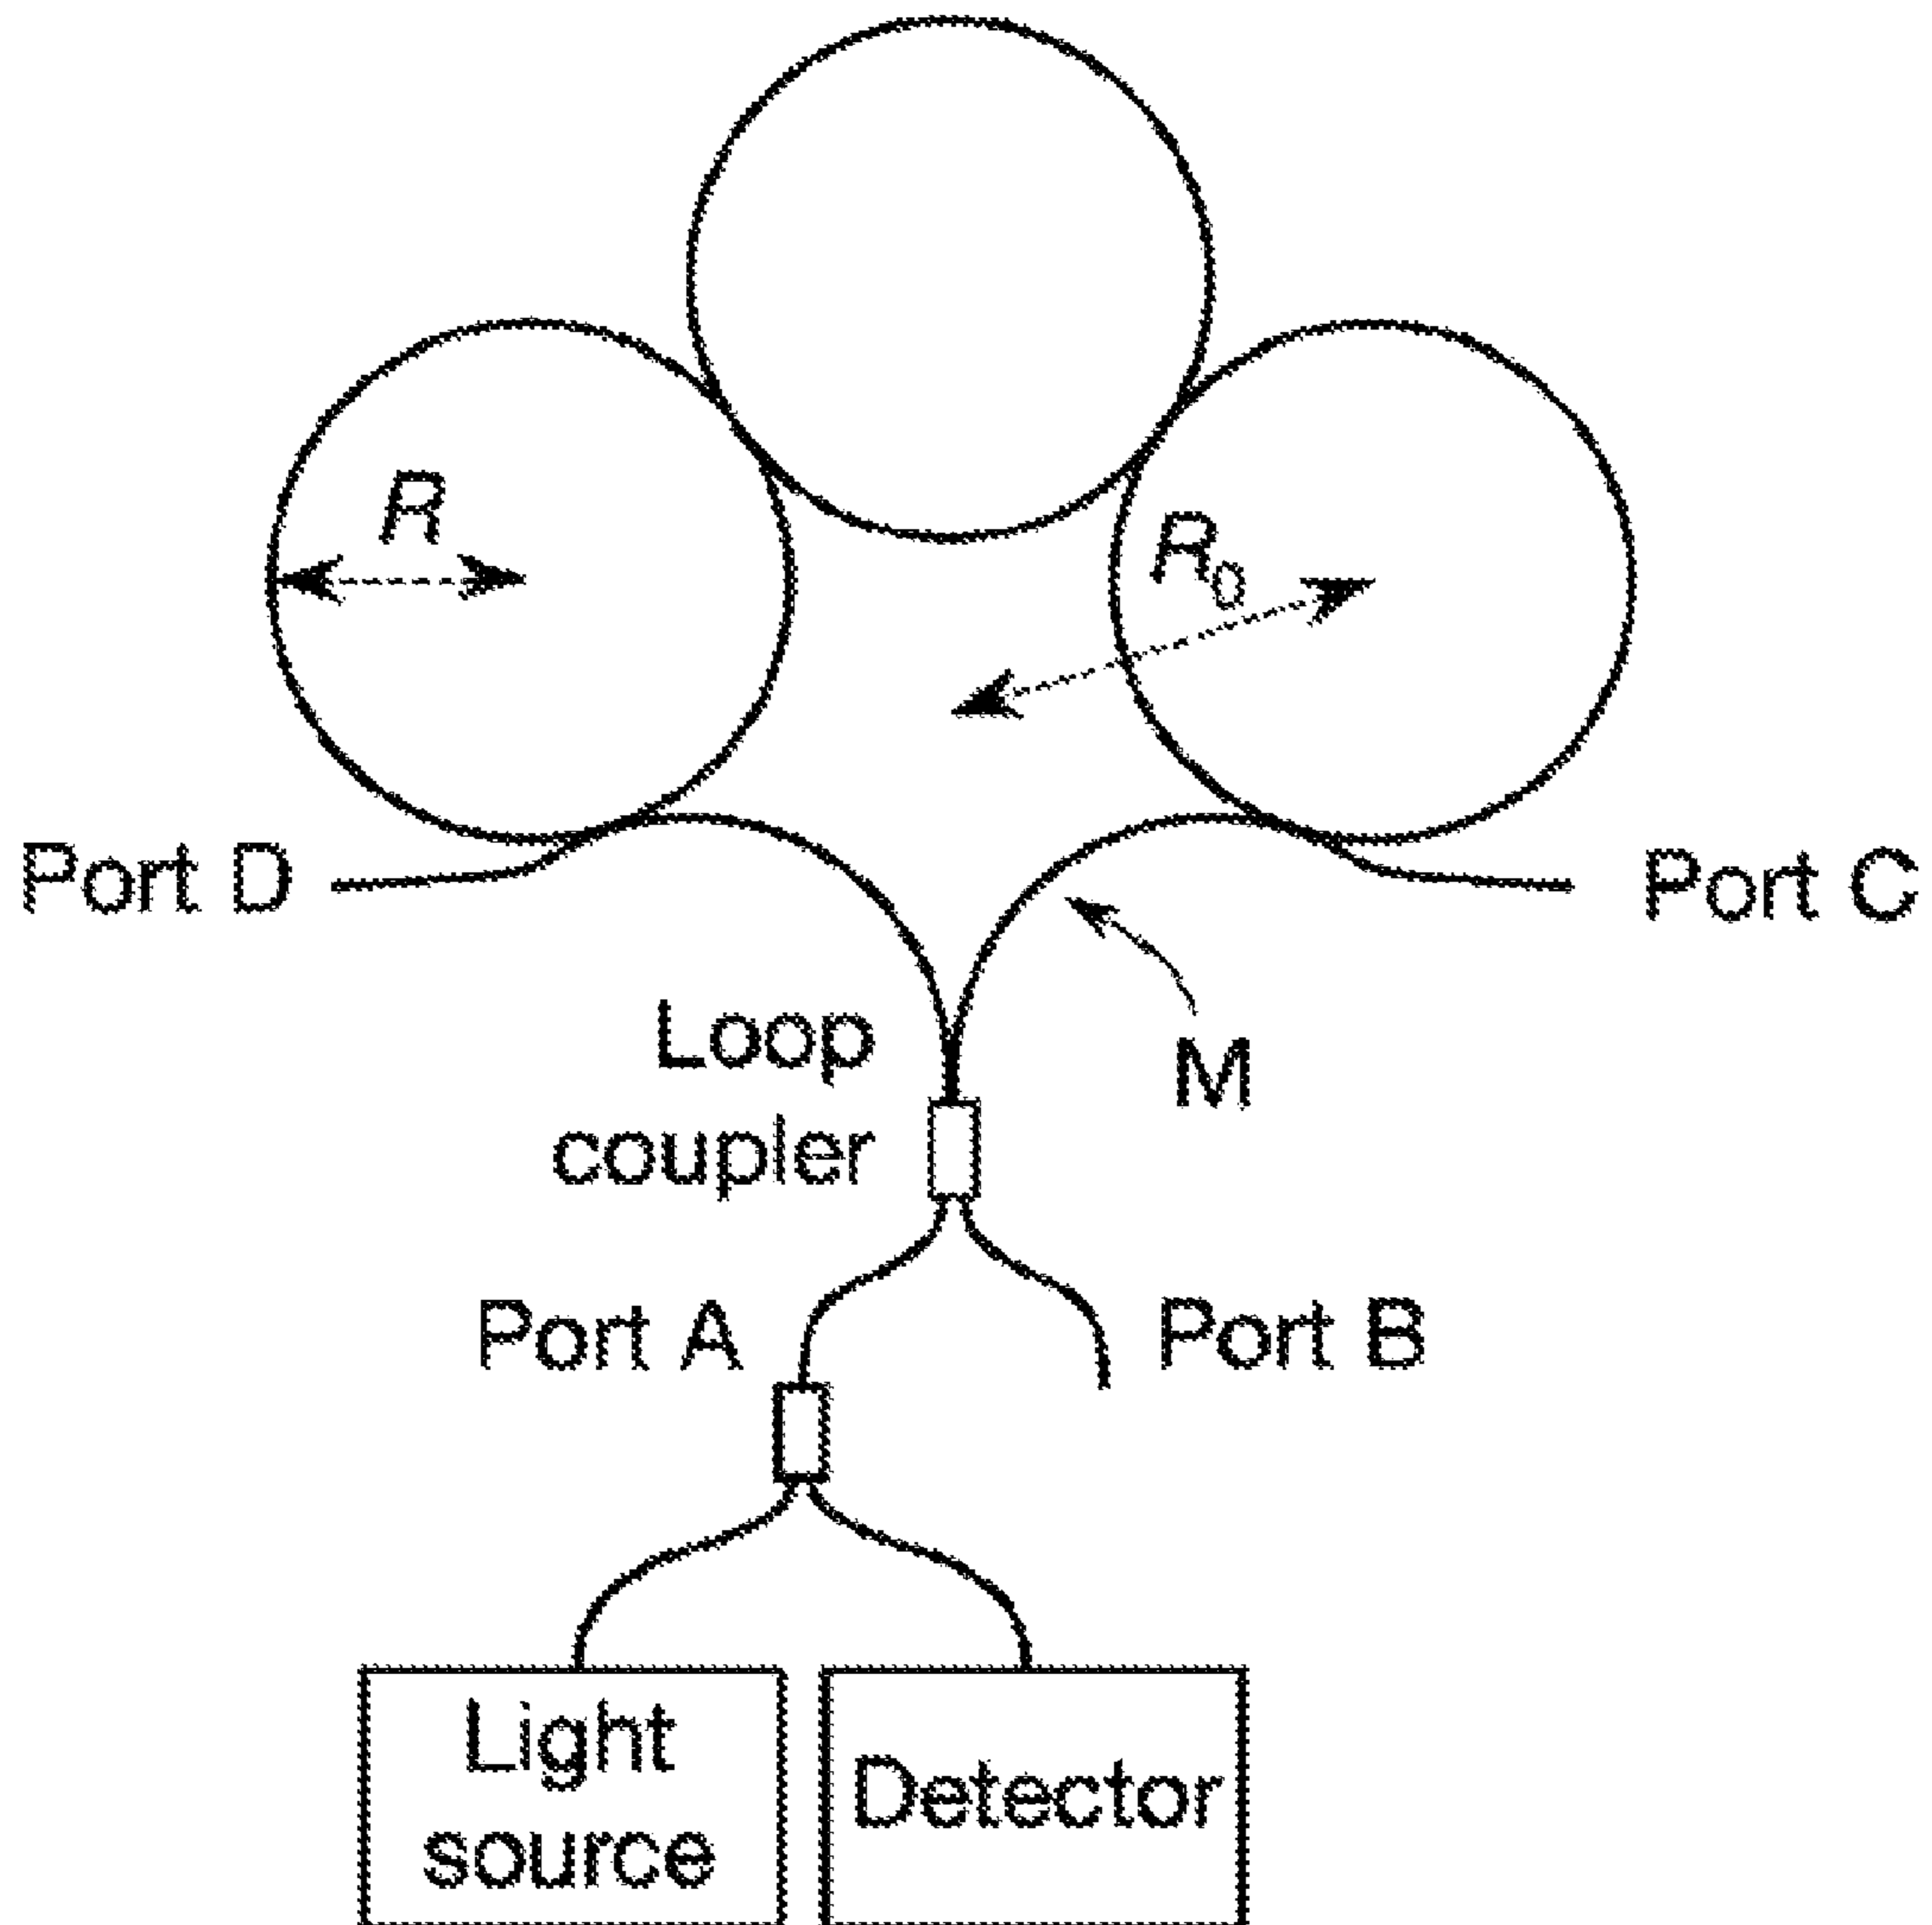 R
R0
Port D
Port C
M
Loop
coupler
Port A
Port B
Light
source
Detector